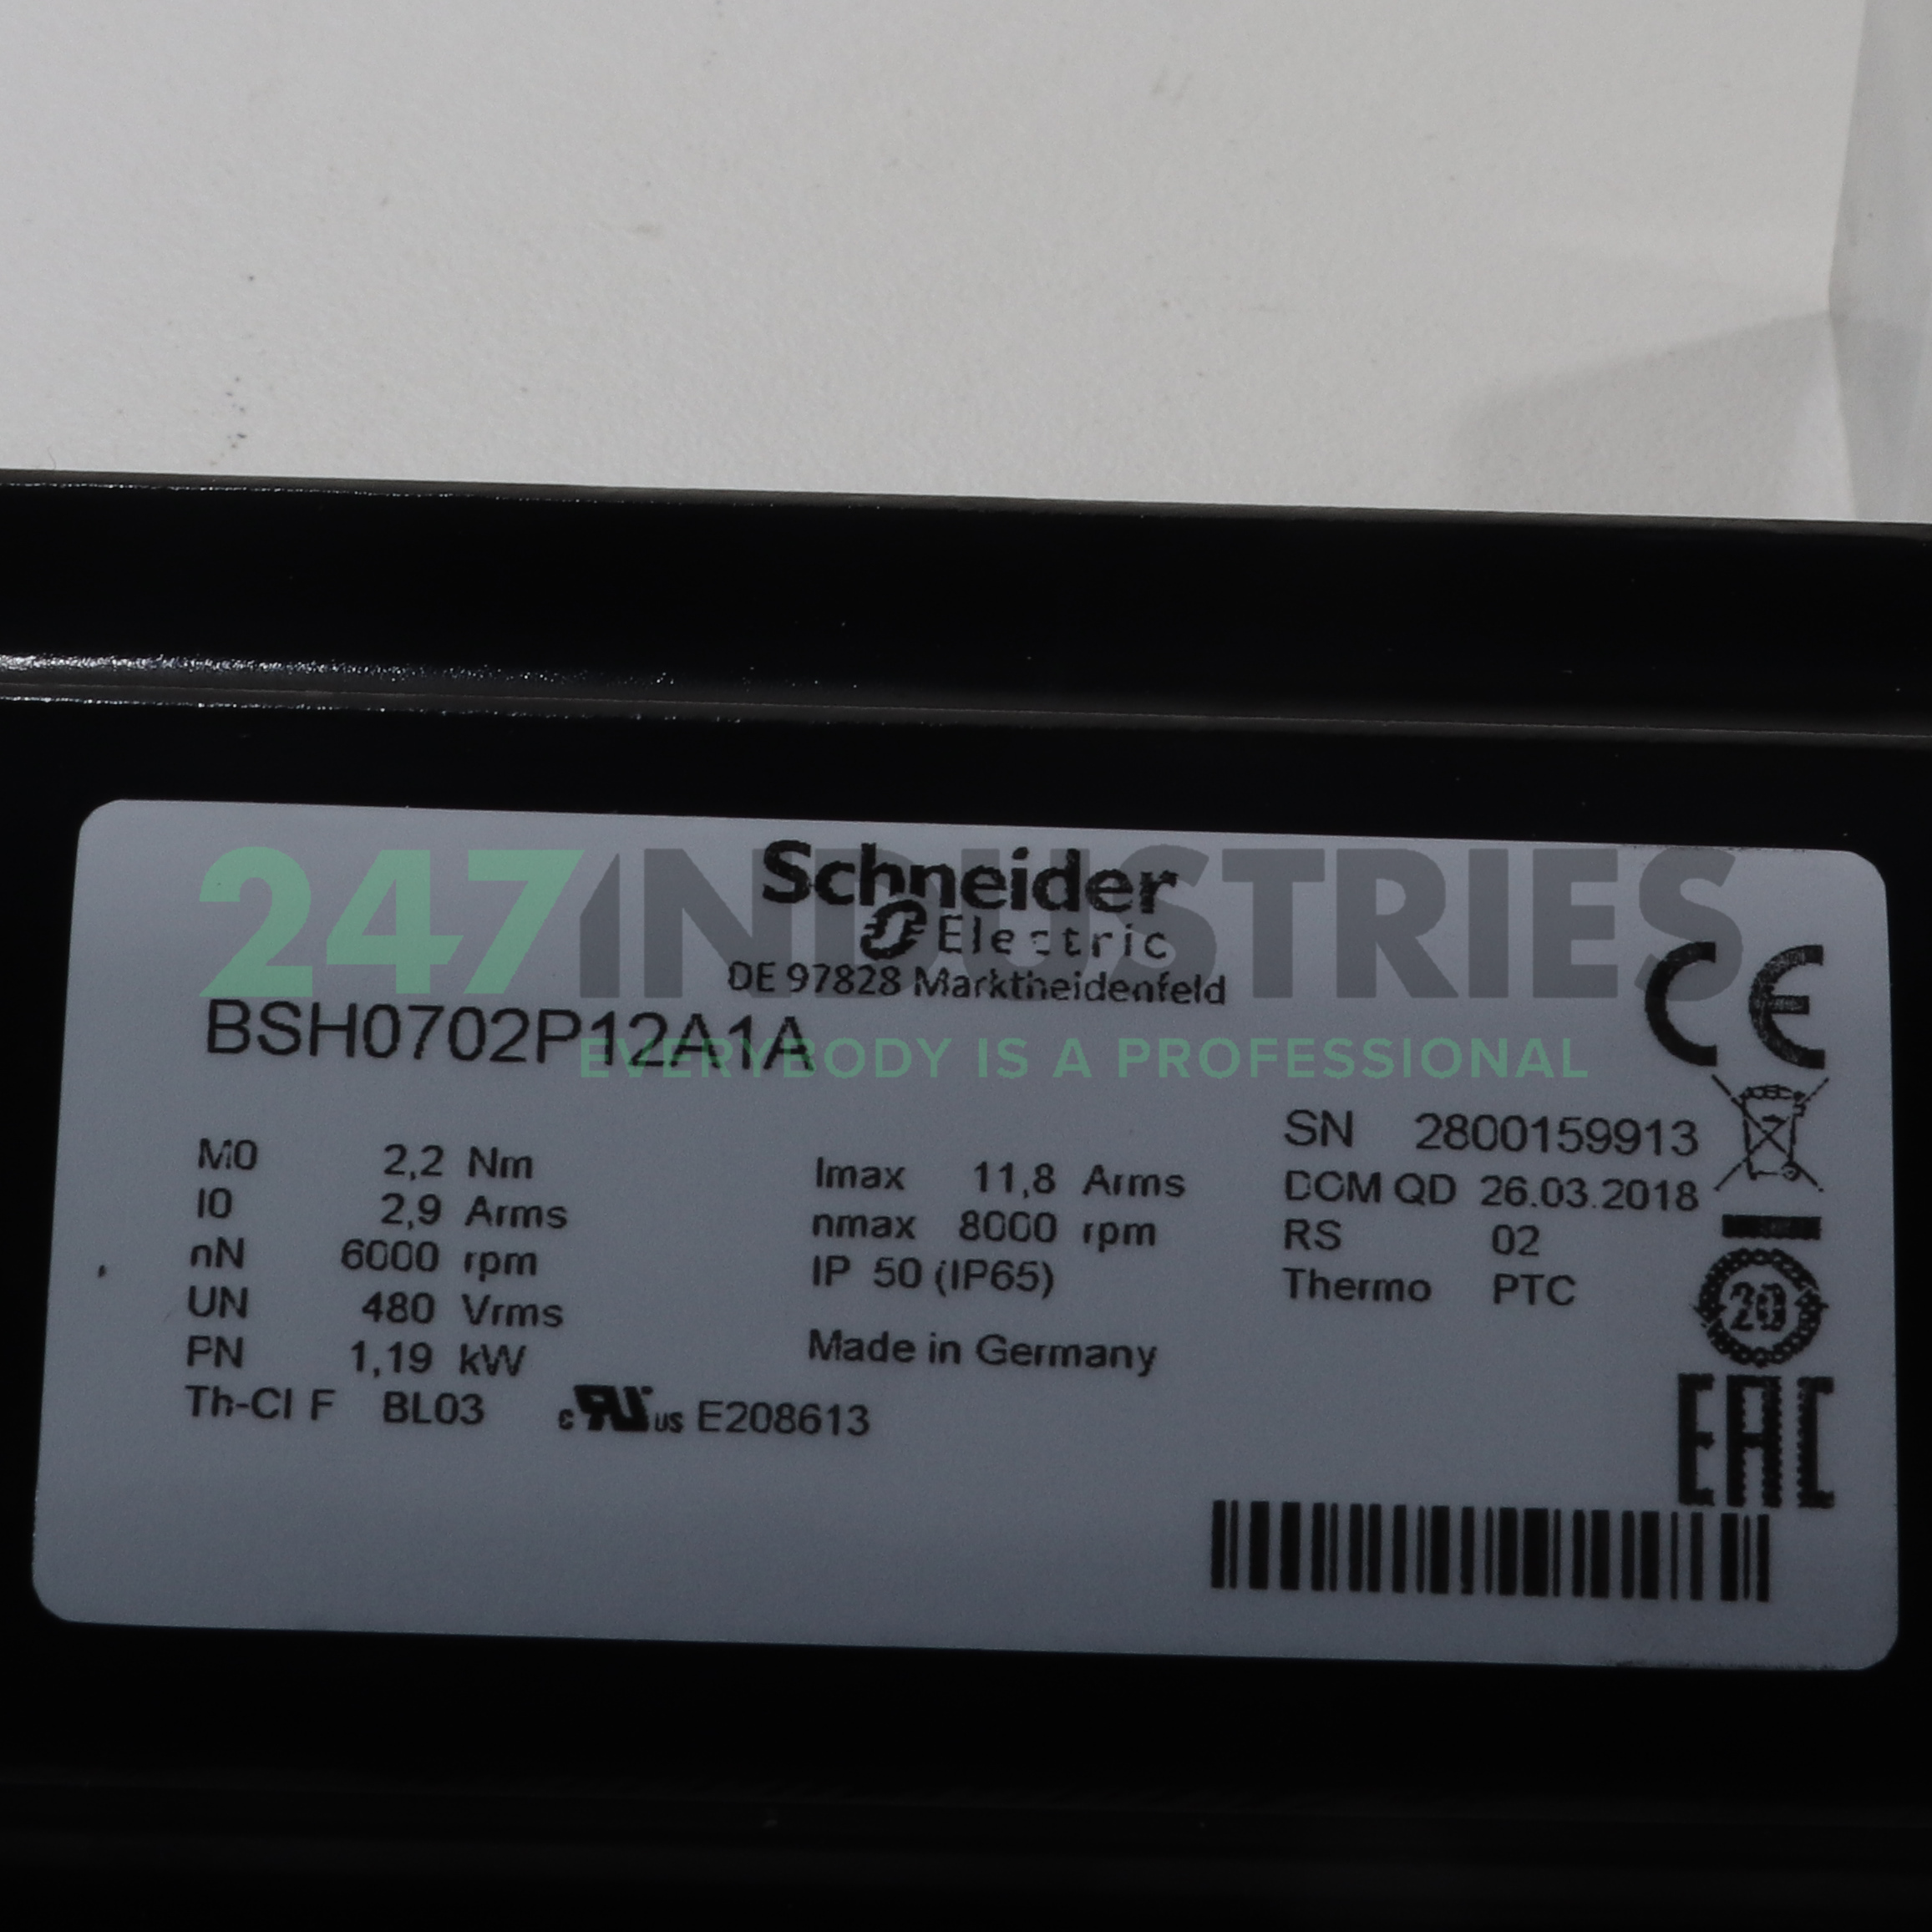 247INDUSTRIES
EVERYBODY IS A PROFESSIONAL
Schneider
Electric
DE 97828 Marktheidenfeld
BSH0702P12A1A
M0 2,2 Nm
I0 2,9 Arms
nN 6000 rpm
UN 480 Vrms
PN 1,19 kW
Th-Cl F BL03
c RU us E208613
Imax 11,8 Arms
nmax 8000 rpm
IP 50 (IP65)
Made in Germany
SN 2800159913
DOM QD 26.03.2018
RS 02
Thermo PTC
CE
20
EAC